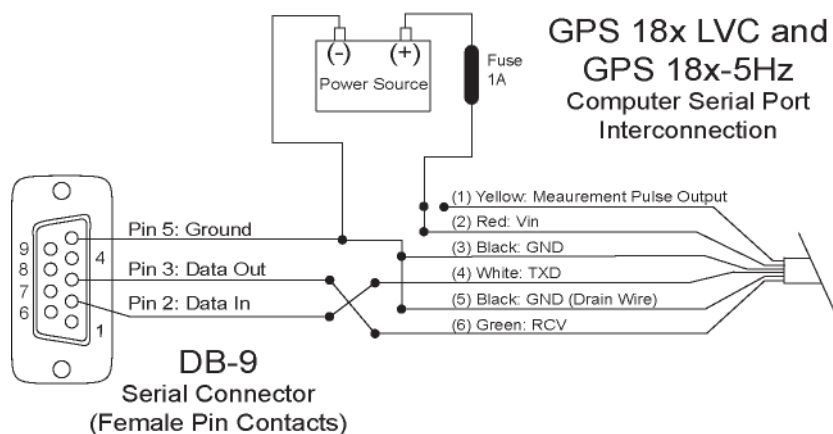 GPS 18x LVC and
GPS 18x-5Hz
Computer Serial Port
Interconnection
(-) (+)
Power Source
Fuse
1A
(1) Yellow: Meaurement Pulse Output
(2) Red: Vin
(3) Black: GND
(4) White: TXD
(5) Black: GND (Drain Wire)
(6) Green: RCV
Pin 5: Ground
Pin 3: Data Out
Pin 2: Data In
9
8
7
6
4
1
DB-9
Serial Connector
(Female Pin Contacts)